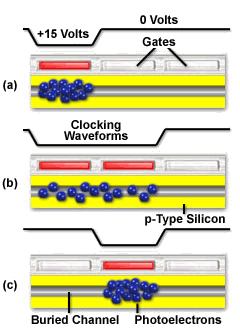 0 Volts
+15 Volts
Gates
(a)
Clocking
Waveforms
(b)
p-Type Silicon
(c)
Buried Channel
Photoelectrons